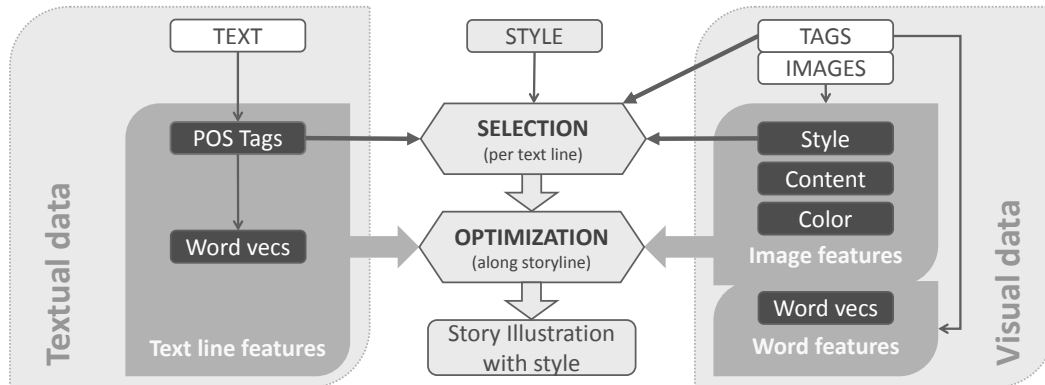 Textual data
TEXT
POS Tags
Word vecs
Text line features
STYLE
SELECTION
(per text line)
OPTIMIZATION
(along storyline)
Story Illustration
with style
TAGS
IMAGES
Style
Content
Color
Image features
Word vecs
Word features
Visual data